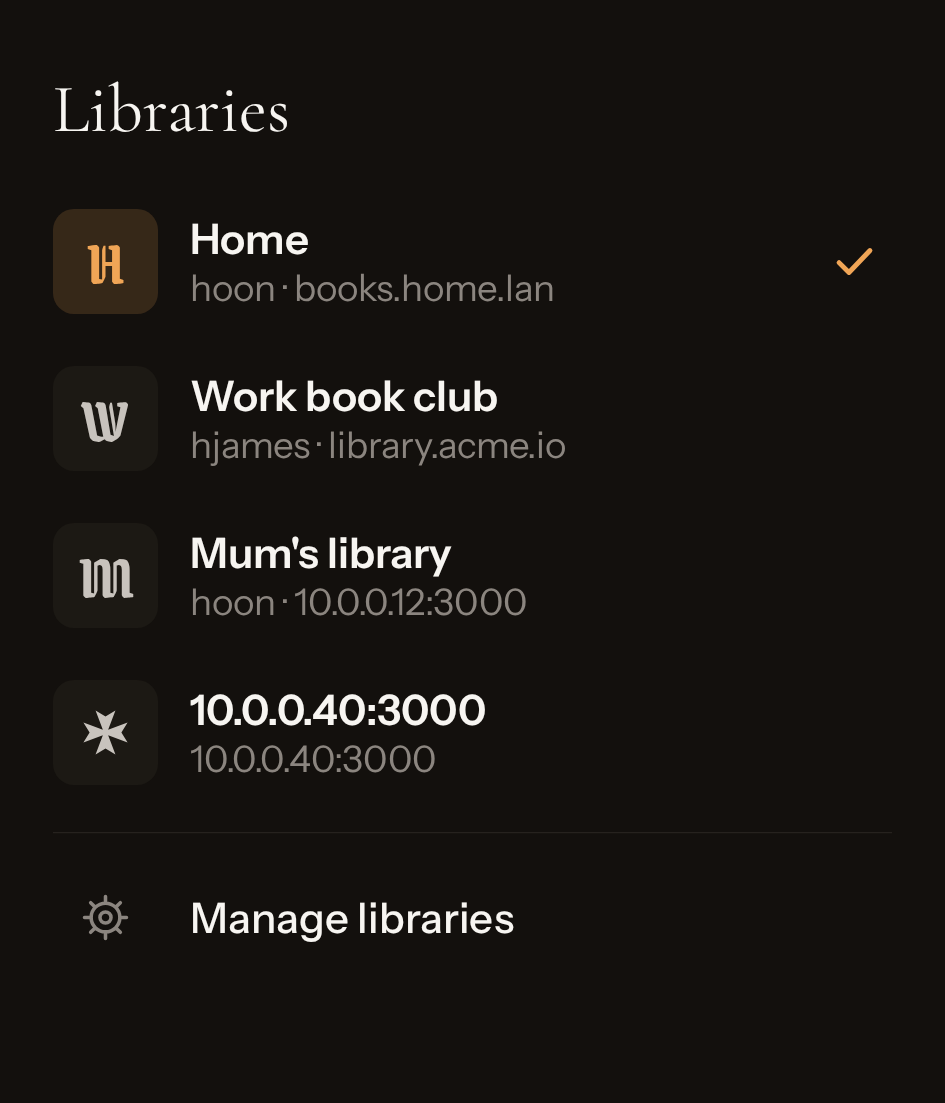 Libraries
H
Home
hoon · books.home.lan
W
Work book club
hjames · library.acme.io
M
Mum's library
hoon · 10.0.0.12:3000
10.0.0.40:3000
10.0.0.40:3000
Manage libraries